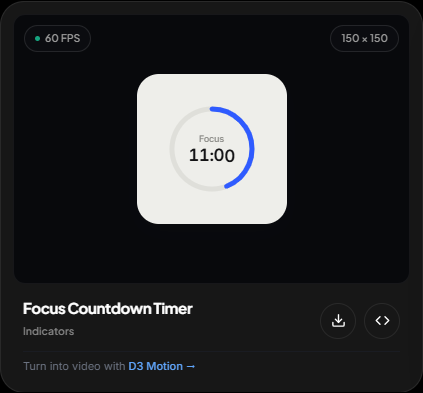 60 FPS
150 × 150
Focus
11:00
Focus Countdown Timer
Indicators
Turn into video with D3 Motion →